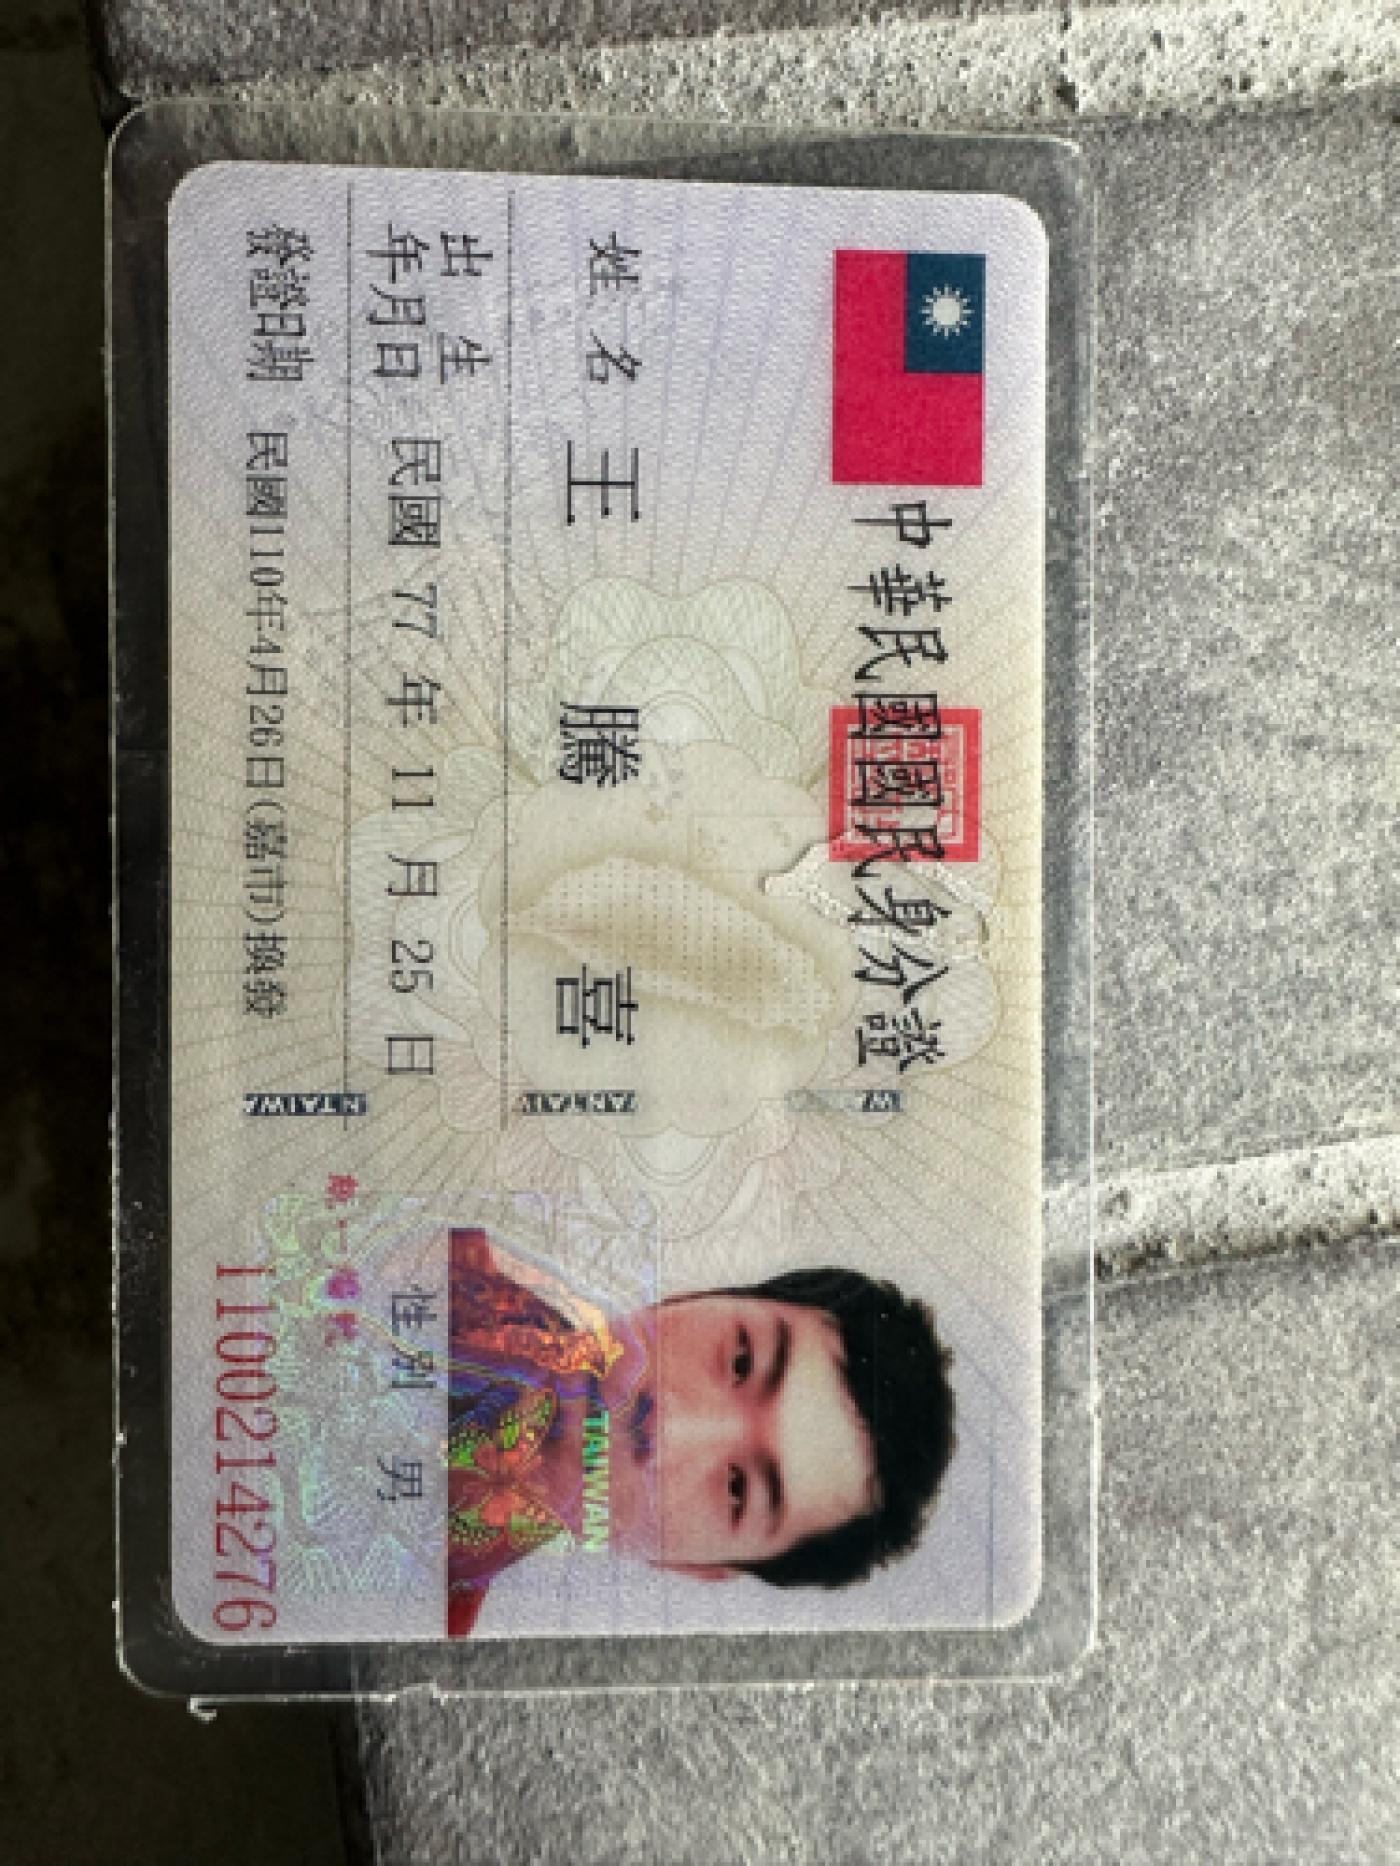 中華民國國民身分證
姓名 王騰喜
出生
年月日 民國 77 年 11 月 25 日
發證日期 民國110年4月26日(嘉市)換發
性別 男
TAIWAN
1100214276